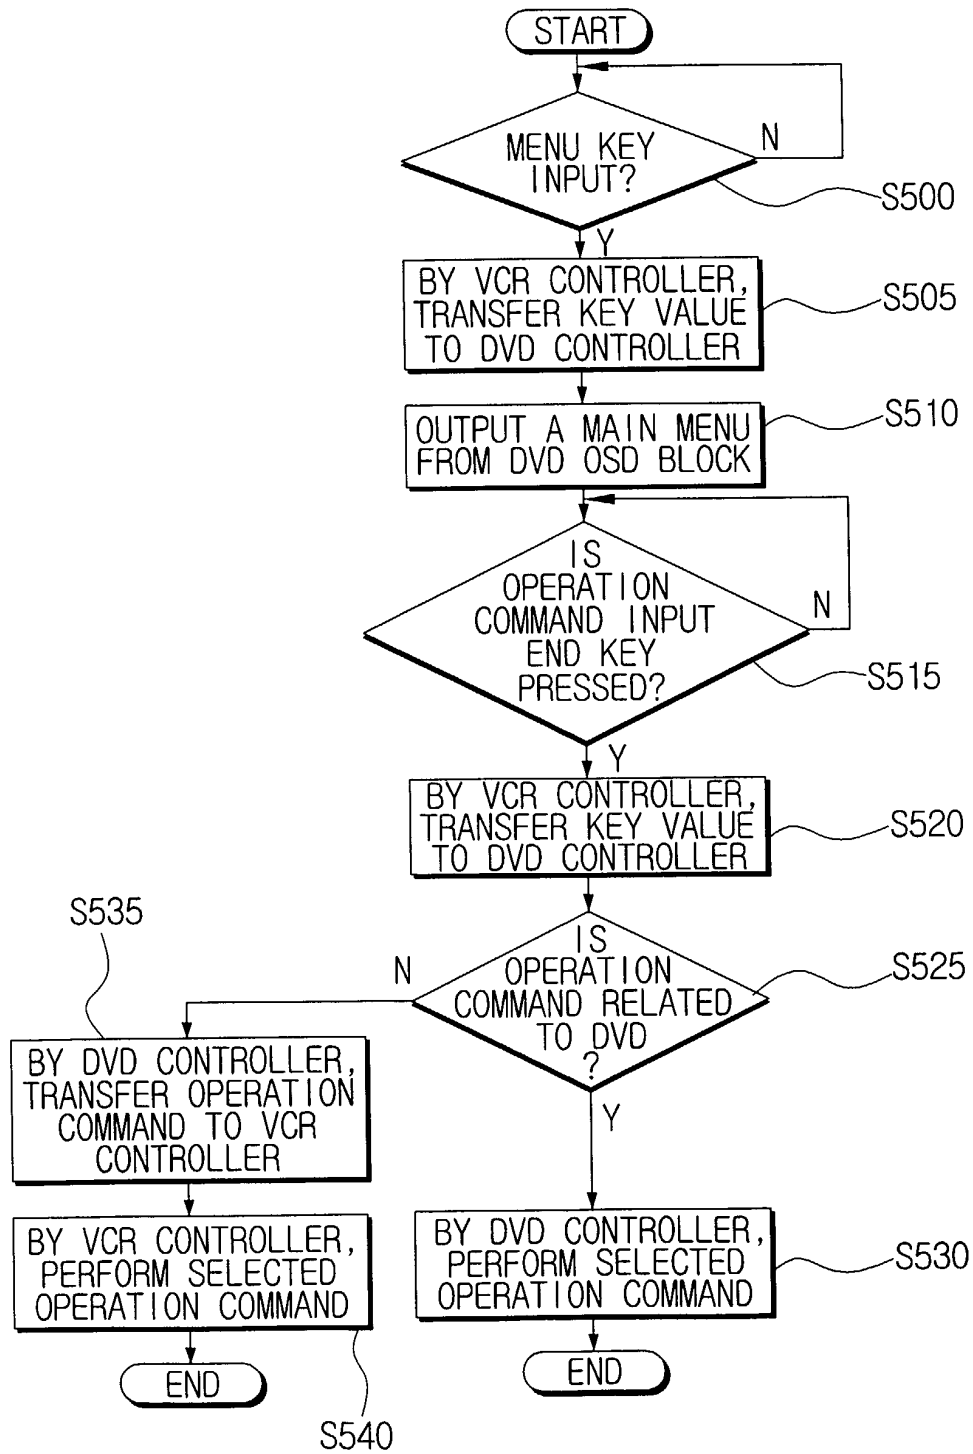 START
MENU KEY
INPUT?
N
S500
Y
BY VCR CONTROLLER,
TRANSFER KEY VALUE
TO DVD CONTROLLER
S505
OUTPUT A MAIN MENU
FROM DVD OSD BLOCK
S510
IS
OPERATION
COMMAND INPUT
END KEY
PRESSED?
N
S515
Y
BY VCR CONTROLLER,
TRANSFER KEY VALUE
TO DVD CONTROLLER
S520
IS
OPERATION
COMMAND RELATED
TO DVD
?
S525
N
Y
S535
BY DVD CONTROLLER,
TRANSFER OPERATION
COMMAND TO VCR
CONTROLLER
BY VCR CONTROLLER,
PERFORM SELECTED
OPERATION COMMAND
S540
END
BY DVD CONTROLLER,
PERFORM SELECTED
OPERATION COMMAND
S530
END